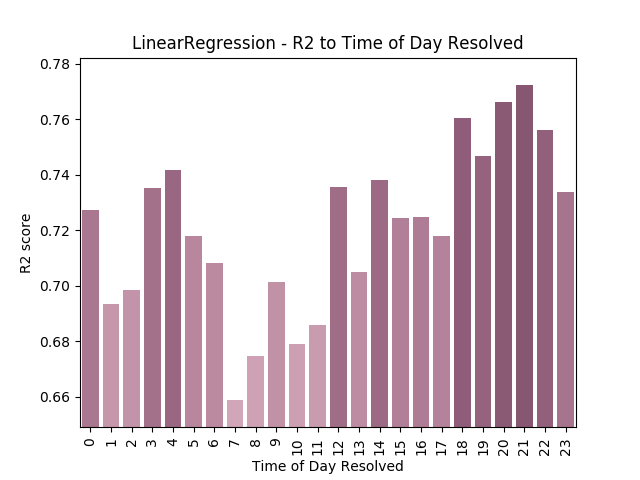 LinearRegression - R2 to Time of Day Resolved
0.78
0.76
0.74
0.72
0.70
0.68
0.66
R2 score
0 1 2 3 4 5 6 7 8 9 10 11 12 13 14 15 16 17 18 19 20 21 22 23
Time of Day Resolved